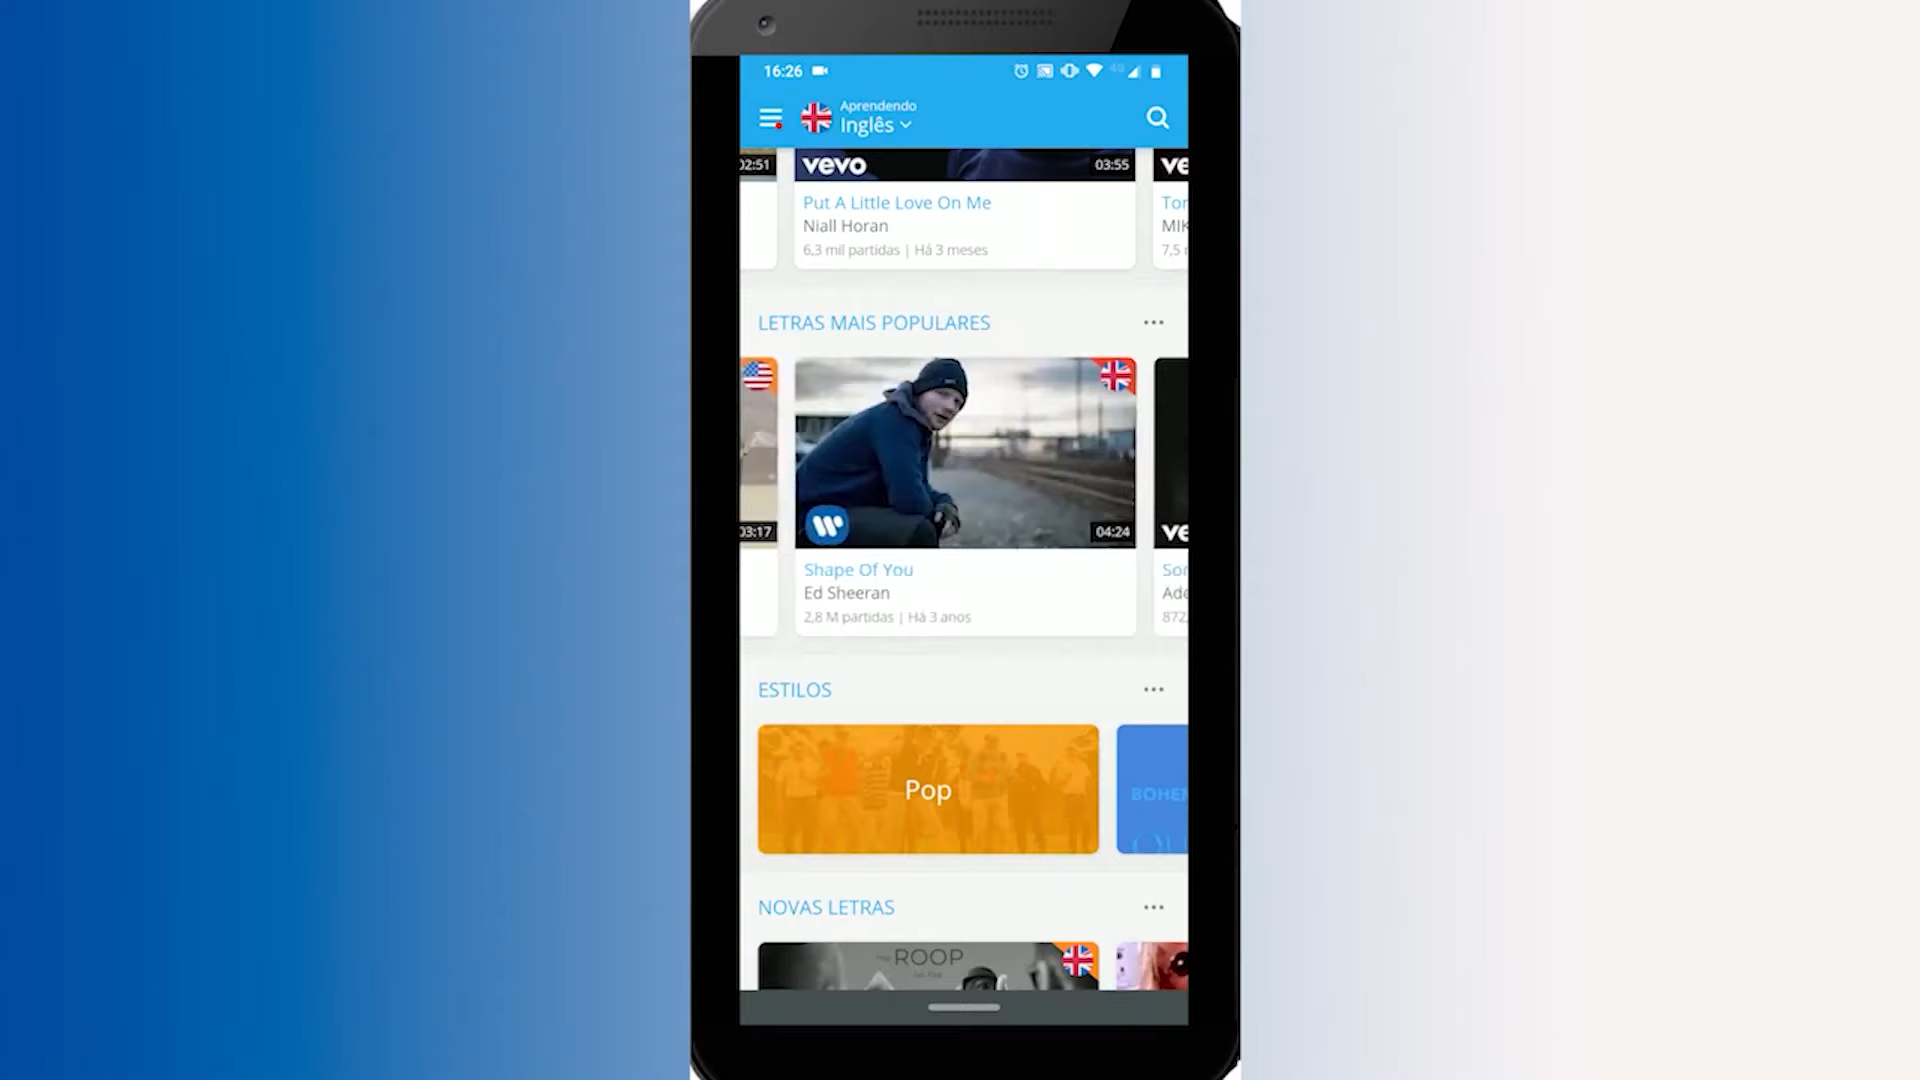 16:26
4G
Aprendendo
Inglês
02:51
vevo
03:55
Put A Little Love On Me
Niall Horan
6,3 mil partidas | Há 3 meses
LETRAS MAIS POPULARES
03:17
04:24
Shape Of You
Ed Sheeran
2,8 M partidas | Há 3 anos
ESTILOS
Pop
NOVAS LETRAS
ROOP